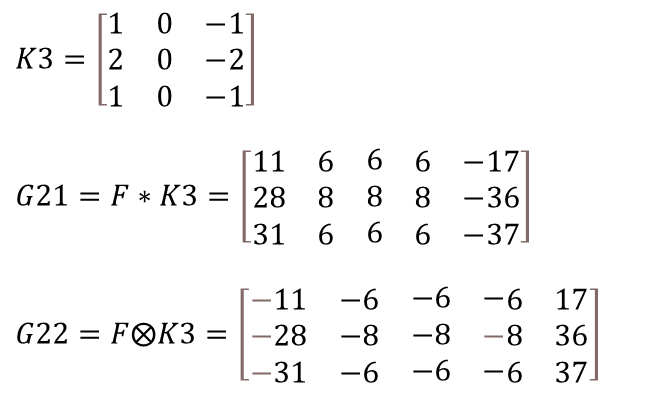 K3 = [1 0 −1
2 0 −2
1 0 −1]
G21 = F ∗ K3 = [11 6 6 6 −17
28 8 8 8 −36
31 6 6 6 −37]
G22 = F⊗K3 = [−11 −6 −6 −6 17
−28 −8 −8 −8 36
−31 −6 −6 −6 37]